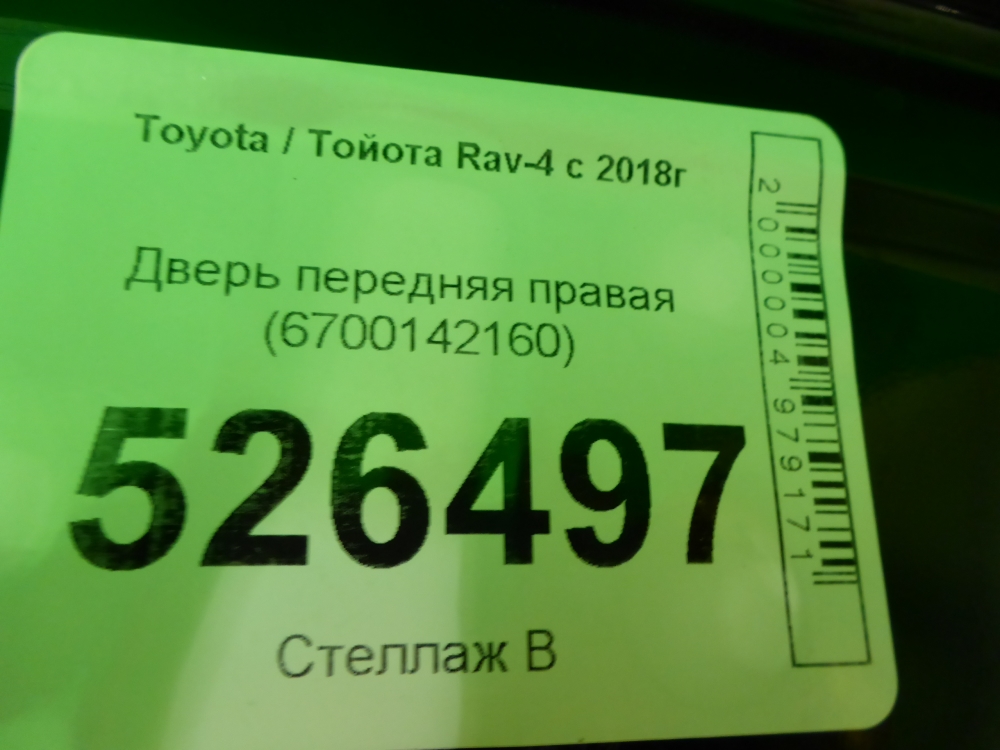 Toyota / Тойота Rav-4 с 2018г
Дверь передняя правая
(6700142160)
526497
Стеллаж В
2000004979171